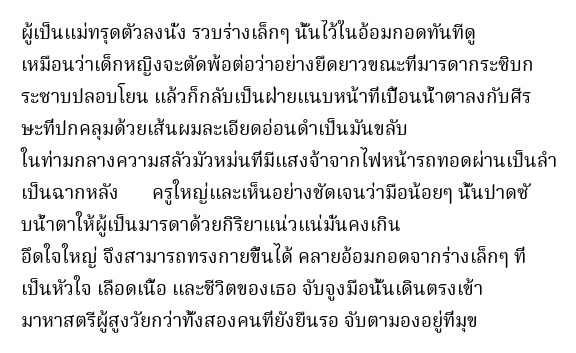 ผู้เป็นแม่ทรุดตัวลงนั่ง รวบร่างเล็กๆ นั้นไว้ในอ้อมกอดทันทีดู
เหมือนว่าเด็กหญิงจะตัดพ้อต่อว่าอย่างยืดยาวขณะที่มารดากระซิบก
ระซาบปลอบโยน แล้วก็กลับเป็นฝ่ายแนบหน้าที่เปื้อนน้ำตาลงกับศีร
ษะที่ปกคลุมด้วยเส้นผมละเอียดอ่อนดำเป็นมันขลับ
ในท่ามกลางความสลัวมัวหม่นที่มีแสงจ้าจากไฟหน้ารถทอดผ่านเป็นลำ
เป็นฉากหลัง ครูใหญ่และเห็นอย่างชัดเจนว่ามือน้อยๆ นั้นปาดซั
บน้ำตาให้ผู้เป็นมารดาด้วยกิริยาแน่วแน่มั่นคงเกิน
อึดใจใหญ่ จึงสามารถทรงกายขึ้นได้ คลายอ้อมกอดจากร่างเล็กๆ ที่
เป็นหัวใจ เลือดเนื้อ และชีวิตของเธอ จับจูงมือนั้นเดินตรงเข้า
มาหาสตรีผู้สูงวัยกว่าทั้งสองคนที่ยังยืนรอ จับตามองอยู่ที่มุข